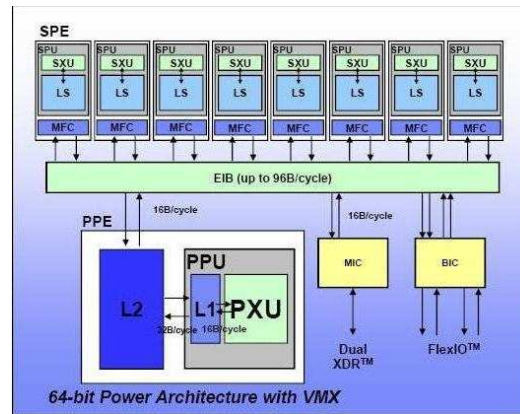 SPE
SPU SPU SPU SPU SPU SPU SPU SPU
SXU SXU SXU SXU SXU SXU SXU SXU
LS LS LS LS LS LS LS LS
MFC MFC MFC MFC MFC MFC MFC MFC
EIB (up to 96B/cycle)
16B/cycle 16B/cycle
PPE
PPU
MIC BIC
L2 L1 PXU
32B/cycle 16B/cycle
Dual
XDR™
FlexIO™
64-bit Power Architecture with VMX